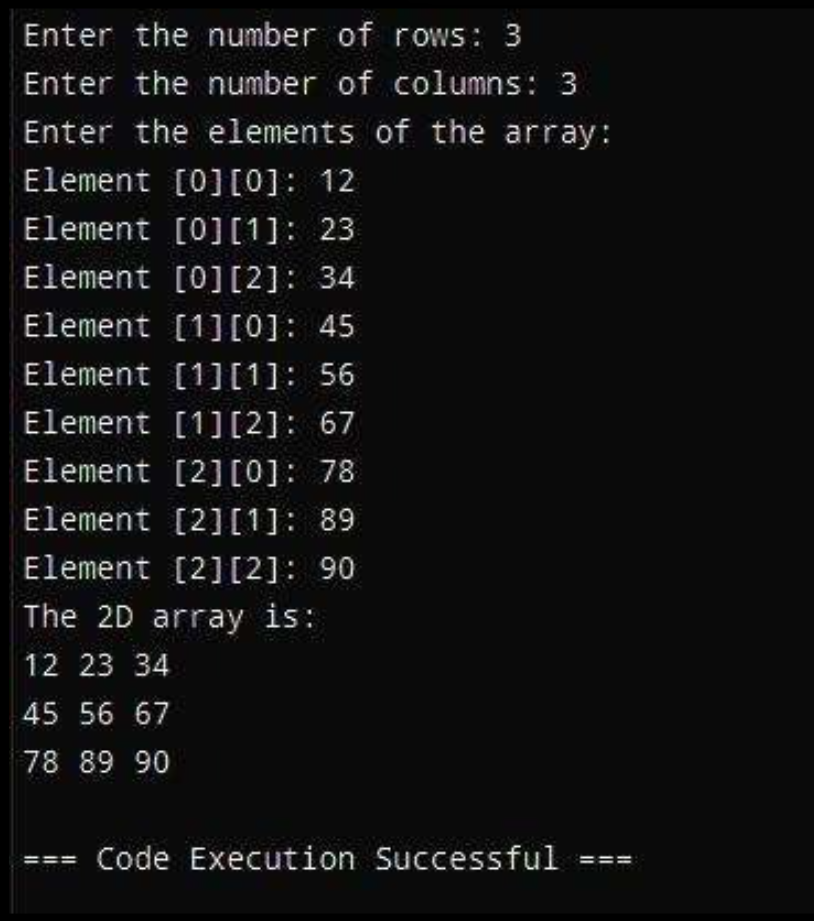 Enter the number of rows: 3
Enter the number of columns: 3
Enter the elements of the array:
Element [0][0]: 12
Element [0][1]: 23
Element [0][2]: 34
Element [1][0]: 45
Element [1][1]: 56
Element [1][2]: 67
Element [2][0]: 78
Element [2][1]: 89
Element [2][2]: 90
The 2D array is:
12 23 34
45 56 67
78 89 90
=== Code Execution Successful ===